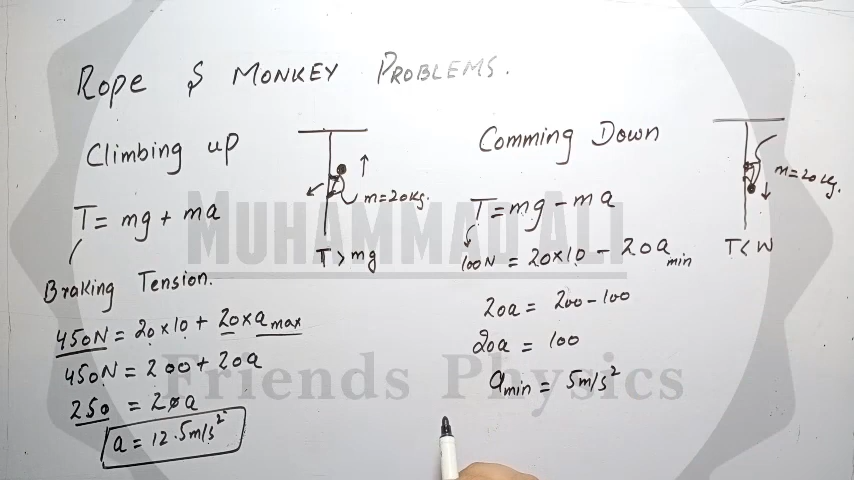 Rope & MONKEY PROBLEMS.
Climbing up
m=20kg.
T = mg + ma
T > mg
Braking Tension.
450N = 20×10 + 20×a max
450N = 200 + 20a
250 = 20a
a = 12.5m/s²
Comming Down
m=20kg.
T = mg - ma
T < W
100N = 20×10 - 20a min
20a = 200-100
20a = 100
a min = 5m/s²
MUHAMMAD ALI
Friends Physics